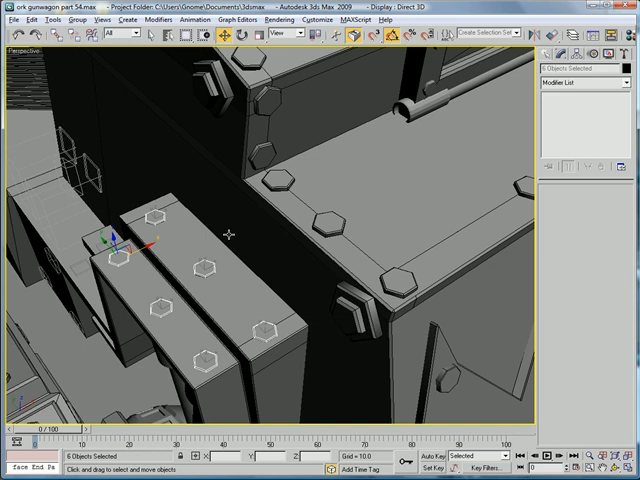 ork gunwagon part 54.max - Project Folder: C:\Users\Gnome\Documents\3dsmax - Autodesk 3ds Max 2009 - Display : Direct 3D
File Edit Tools Group Views Create Modifiers Animation Graph Editors Rendering Customize MAXScript Help
All View Create Selection Set
Perspective
6 Objects Selected
Modifier List
0 / 100
0 10 20 30 40 50 60 70 80 90 100
6 Objects Selected X: Y: Z: Grid = 10.0 Auto Key Selected
face End Pa Click and drag to select and move objects Add Time Tag Set Key Key Filters... 0